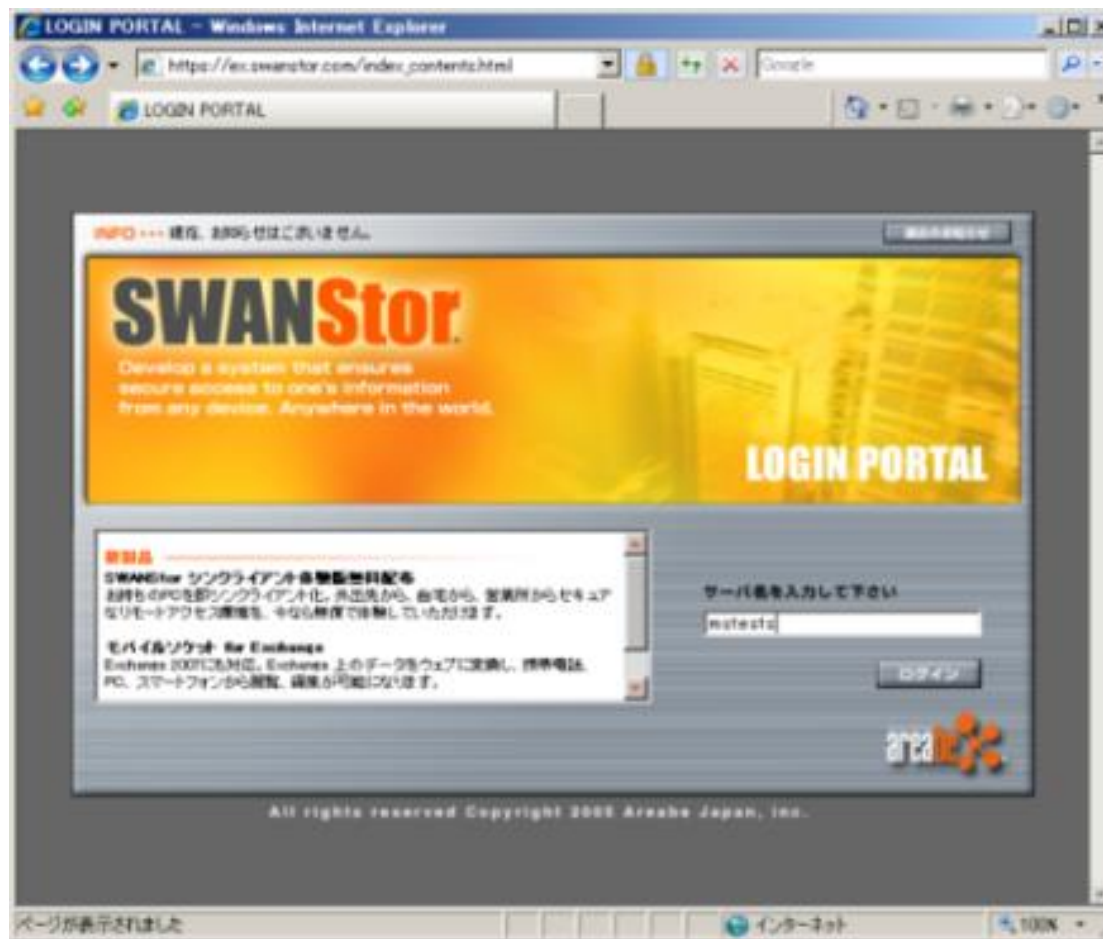 LOGIN PORTAL - Windows Internet Explorer
https://ex.swanstor.com/index_contents.html
Google
LOGIN PORTAL
INFO 現在、お知らせはございません。
SWANStor
Develop a system that ensures
secure access to one's information
from any device. Anywhere in the world.
LOGIN PORTAL
新製品
SWANStor シンクライアント体験版無料配布
お持ちのPCを即シンクライアント化。外出先から、自宅から、営業所からセキュア
なリモートアクセス環境を、今なら無償で体験していただけます。
モバイルソケット for Exchange
Exchange 2007にも対応。Exchange 上のデータをウェブに変換し、携帯電話、
PC、スマートフォンから閲覧、編集が可能になります。
サーバ名を入力して下さい
mstests
ログイン
areabe
All rights reserved Copyright 2005 Areabe Japan, inc.
ページが表示されました
インターネット
100%